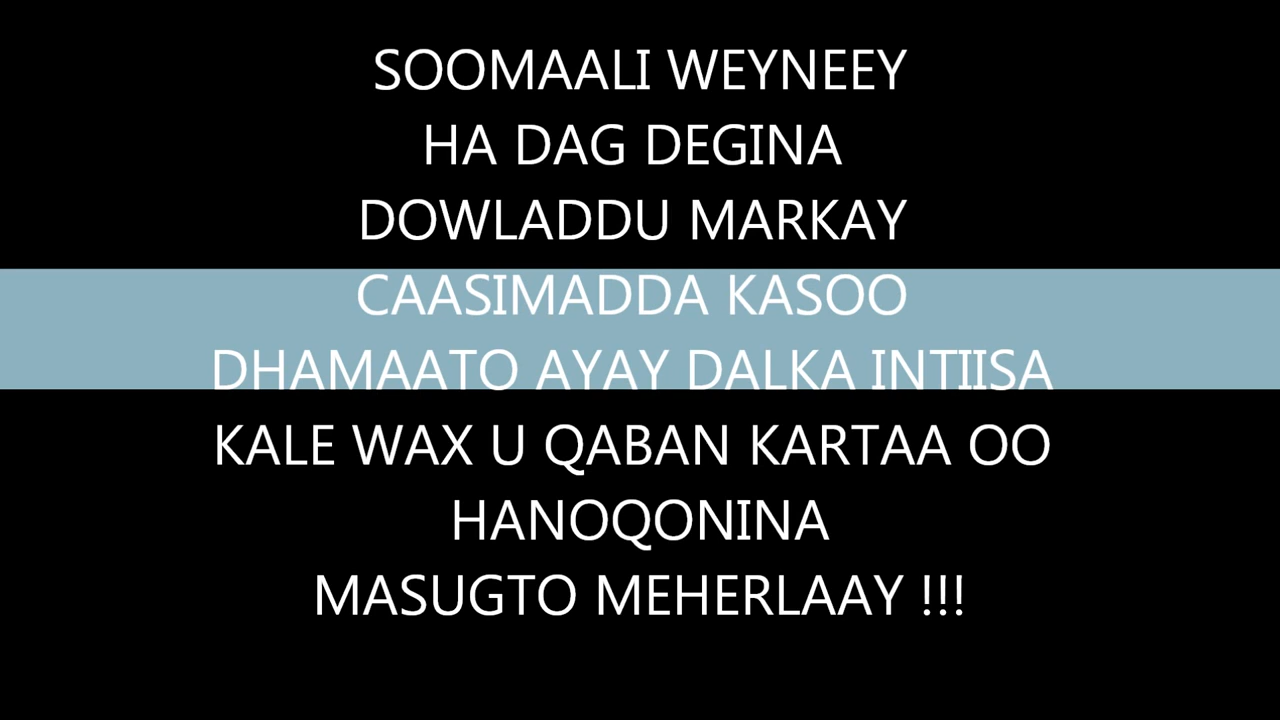 SOOMAALI WEYNEEY
HA DAG DEGINA
DOWLADDU MARKAY
CAASIMADDA KASOO
DHAMAATO AYAY DALKA INTIISA
KALE WAX U QABAN KARTAA OO
HANOQONINA
MASUGTO MEHERLAAY !!!